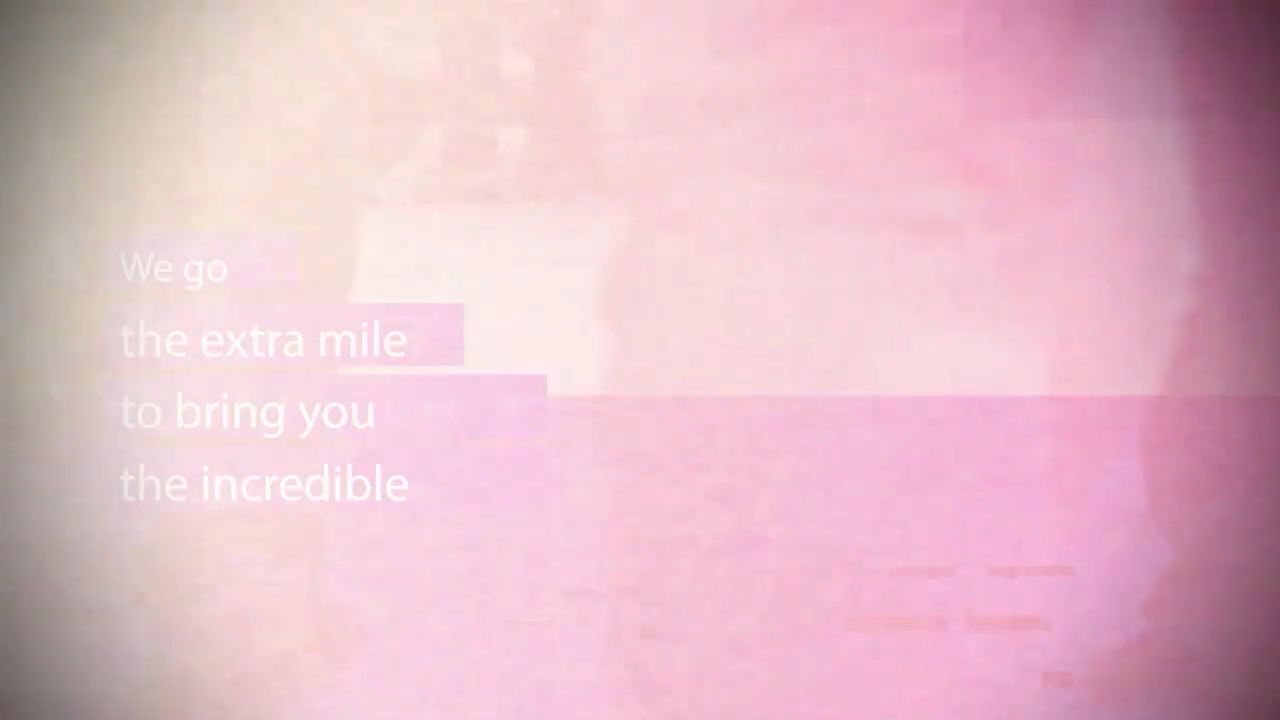 We go
the extra mile
to bring you
the incredible